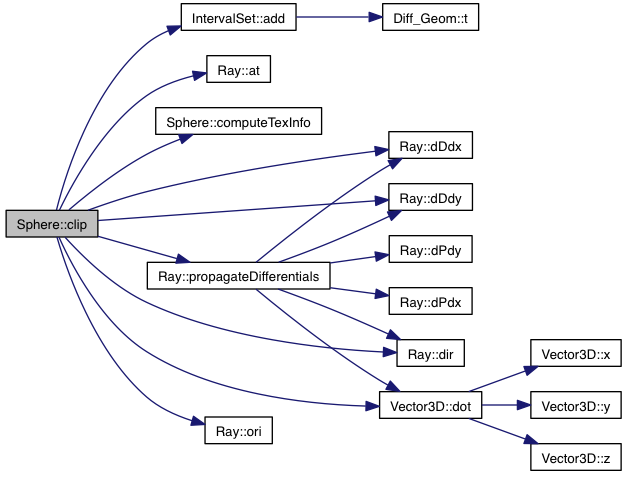 IntervalSet::add
Diff_Geom::t
Ray::at
Sphere::computeTexInfo
Ray::dDdx
Ray::dDdy
Sphere::clip
Ray::dPdy
Ray::propagateDifferentials
Ray::dPdx
Ray::dir
Vector3D::x
Vector3D::dot
Vector3D::y
Ray::ori
Vector3D::z